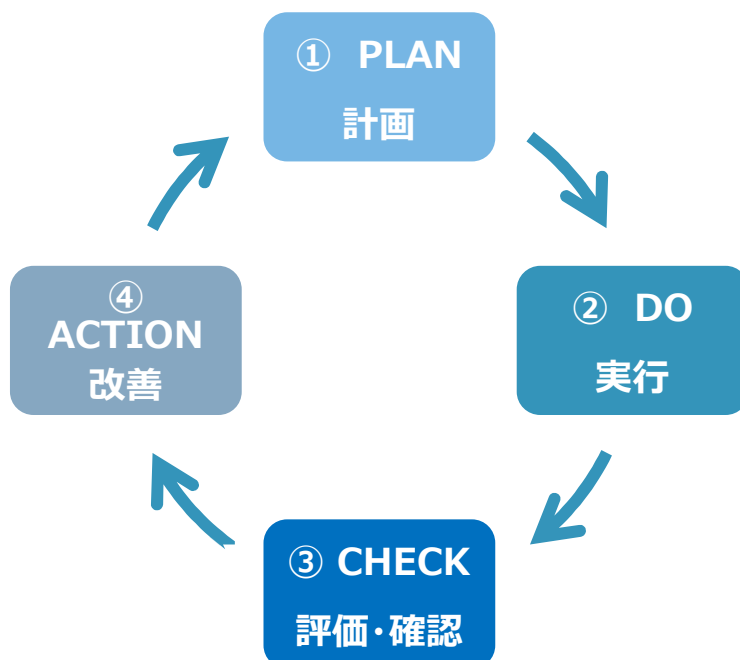 ① PLAN
計画
② DO
実行
③ CHECK
評価・確認
④
ACTION
改善